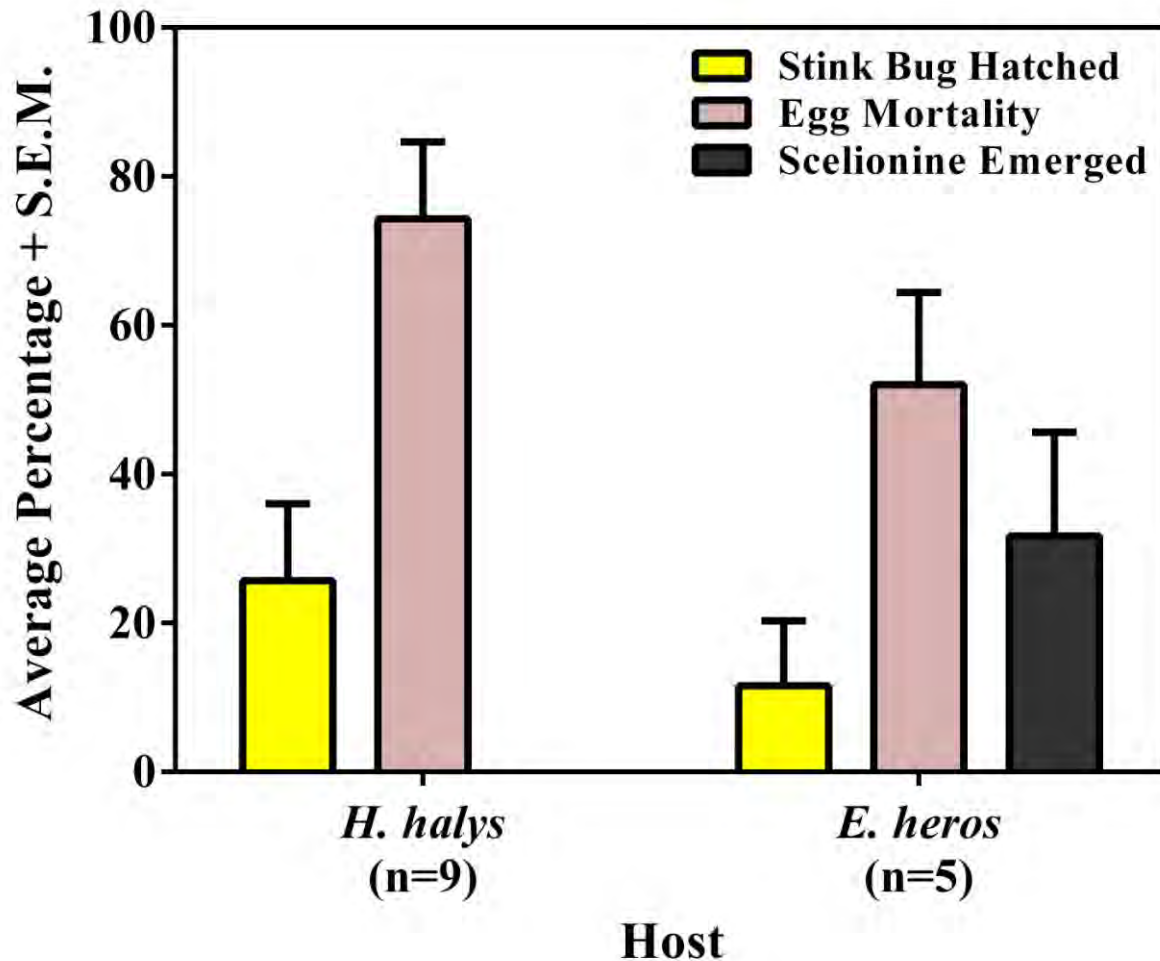 Average Percentage + S.E.M.
100
80
60
40
20
0
Stink Bug Hatched
Egg Mortality
Scelionine Emerged
H. halys
(n=9)
E. heros
(n=5)
Host